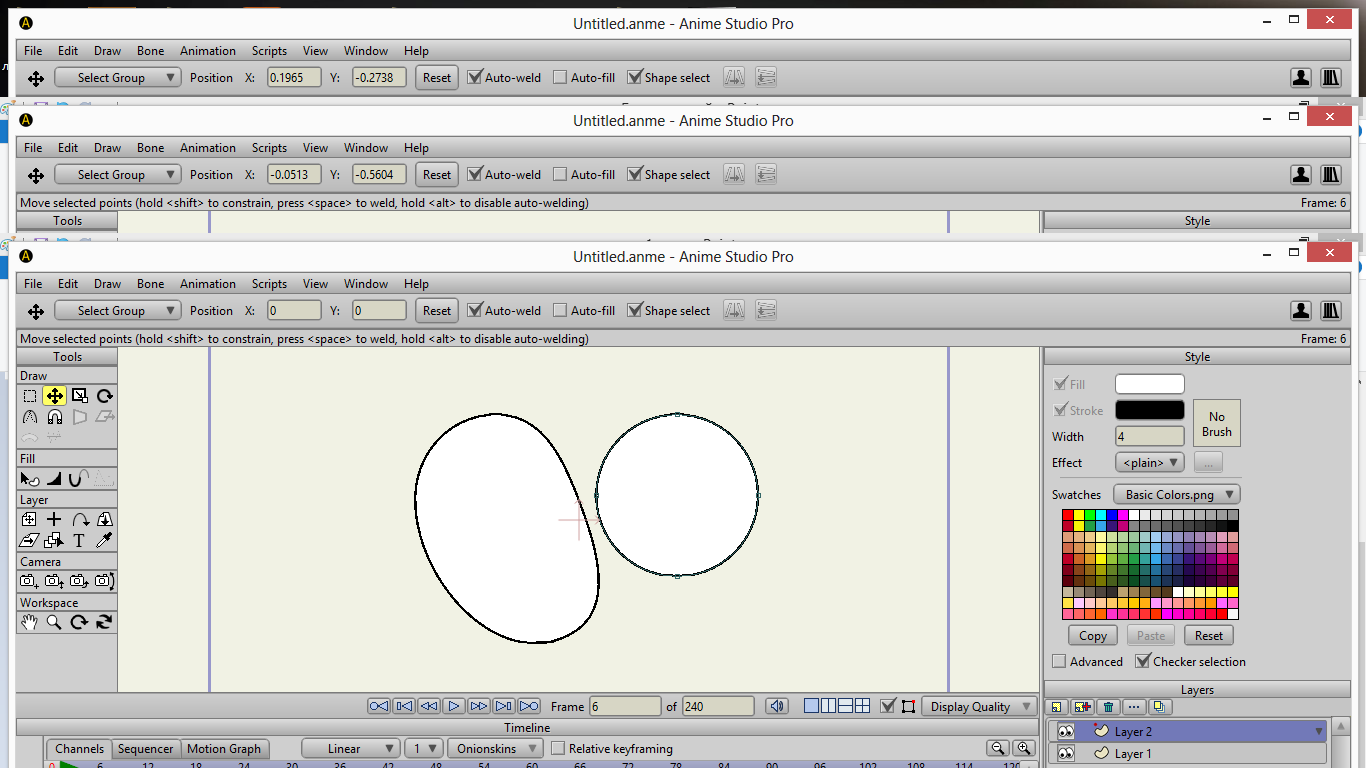 Untitled.anme - Anime Studio Pro
File Edit Draw Bone Animation Scripts View Window Help
Select Group Position X: 0.1965 Y: -0.2738 Reset Auto-weld Auto-fill Shape select
Untitled.anme - Anime Studio Pro
File Edit Draw Bone Animation Scripts View Window Help
Select Group Position X: -0.0513 Y: -0.5604 Reset Auto-weld Auto-fill Shape select
Move selected points (hold <shift> to constrain, press <space> to weld, hold <alt> to disable auto-welding) Frame: 6
Tools Style
Untitled.anme - Anime Studio Pro
File Edit Draw Bone Animation Scripts View Window Help
Select Group Position X: 0 Y: 0 Reset Auto-weld Auto-fill Shape select
Move selected points (hold <shift> to constrain, press <space> to weld, hold <alt> to disable auto-welding) Frame: 6
Tools
Draw
Fill
Layer
Camera
Workspace
Style
Fill
Stroke
No
Brush
Width 4
Effect <plain> ...
Swatches Basic Colors.png
Copy Paste Reset
Advanced Checker selection
Layers
Layer 2
Layer 1
Frame 6 of 240 Display Quality
Timeline
Channels Sequencer Motion Graph Linear 1 Onionskins Relative keyframing
0 6 12 18 24 30 36 42 48 54 60 66 72 78 84 90 96 102 108 114 120